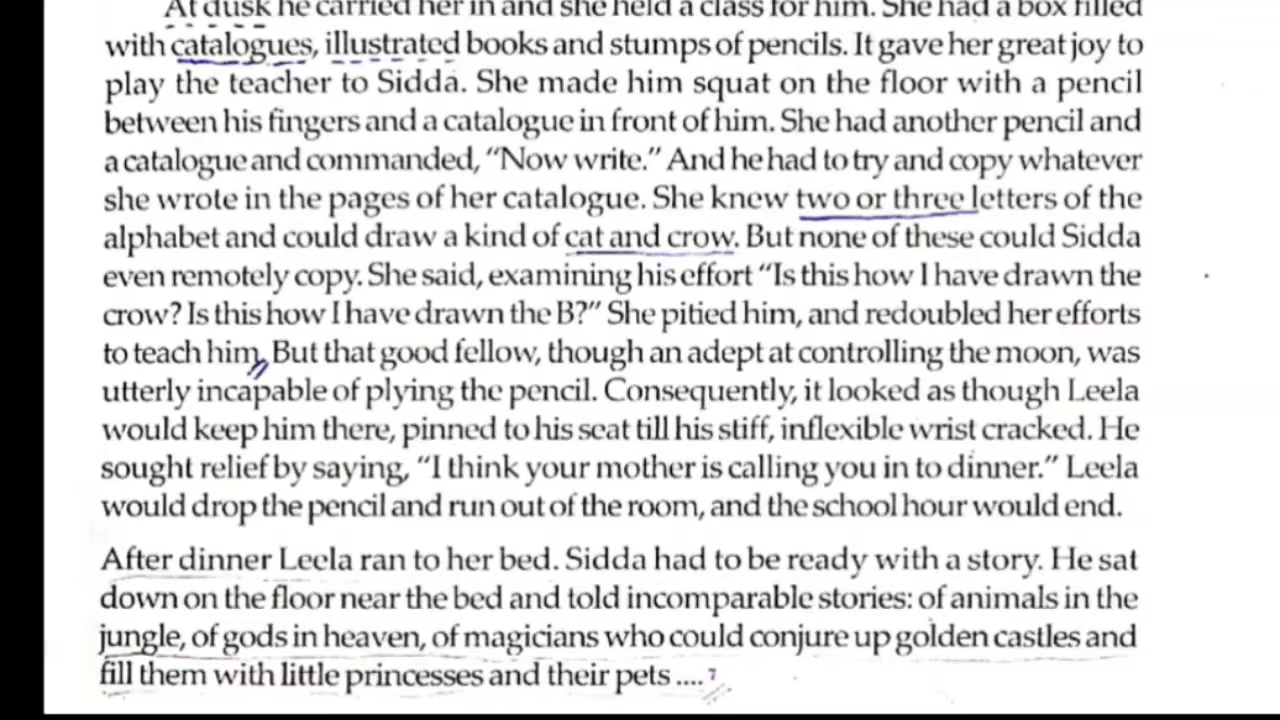 At dusk he carried her in and she held a class for him. She had a box filled
with catalogues, illustrated books and stumps of pencils. It gave her great joy to
play the teacher to Sidda. She made him squat on the floor with a pencil
between his fingers and a catalogue in front of him. She had another pencil and
a catalogue and commanded, “Now write.” And he had to try and copy whatever
she wrote in the pages of her catalogue. She knew two or three letters of the
alphabet and could draw a kind of cat and crow. But none of these could Sidda
even remotely copy. She said, examining his effort “Is this how I have drawn the
crow? Is this how I have drawn the B?” She pitied him, and redoubled her efforts
to teach him. But that good fellow, though an adept at controlling the moon, was
utterly incapable of plying the pencil. Consequently, it looked as though Leela
would keep him there, pinned to his seat till his stiff, inflexible wrist cracked. He
sought relief by saying, “I think your mother is calling you in to dinner.” Leela
would drop the pencil and run out of the room, and the school hour would end.
After dinner Leela ran to her bed. Sidda had to be ready with a story. He sat
down on the floor near the bed and told incomparable stories: of animals in the
jungle, of gods in heaven, of magicians who could conjure up golden castles and
fill them with little princesses and their pets .... 7